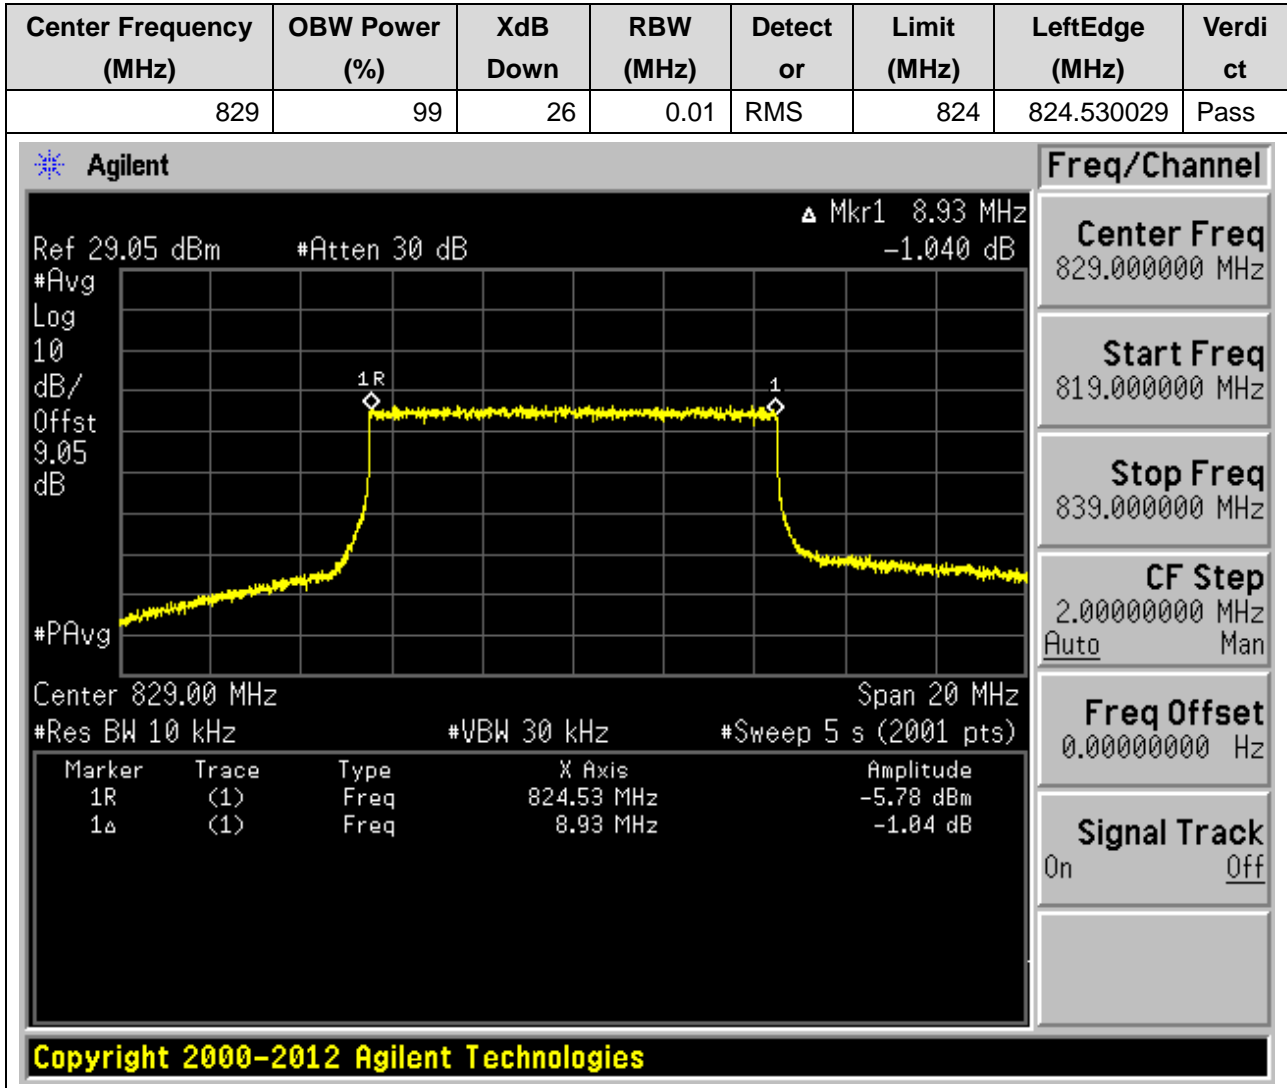 Center Frequency OBW Power XdB RBW Detect Limit LeftEdge Verdi
(MHz) (%) Down (MHz) or (MHz) (MHz) ct
829 99 26 0.01 RMS 824 824.530029 Pass
Agilent Freq/Channel
Δ Mkr1 8.93 MHz
Ref 29.05 dBm #Atten 30 dB -1.040 dB
#Avg
Log
10
dB/
Offst
9.05
dB
#PAvg
1R
1
Center 829.00 MHz Span 20 MHz
#Res BW 10 kHz #VBW 30 kHz #Sweep 5 s (2001 pts)
Marker Trace Type X Axis Amplitude
1R (1) Freq 824.53 MHz -5.78 dBm
1Δ (1) Freq 8.93 MHz -1.04 dB
Center Freq
829.000000 MHz
Start Freq
819.000000 MHz
Stop Freq
839.000000 MHz
CF Step
2.00000000 MHz
Auto Man
Freq Offset
0.00000000 Hz
Signal Track
On Off
Copyright 2000-2012 Agilent Technologies